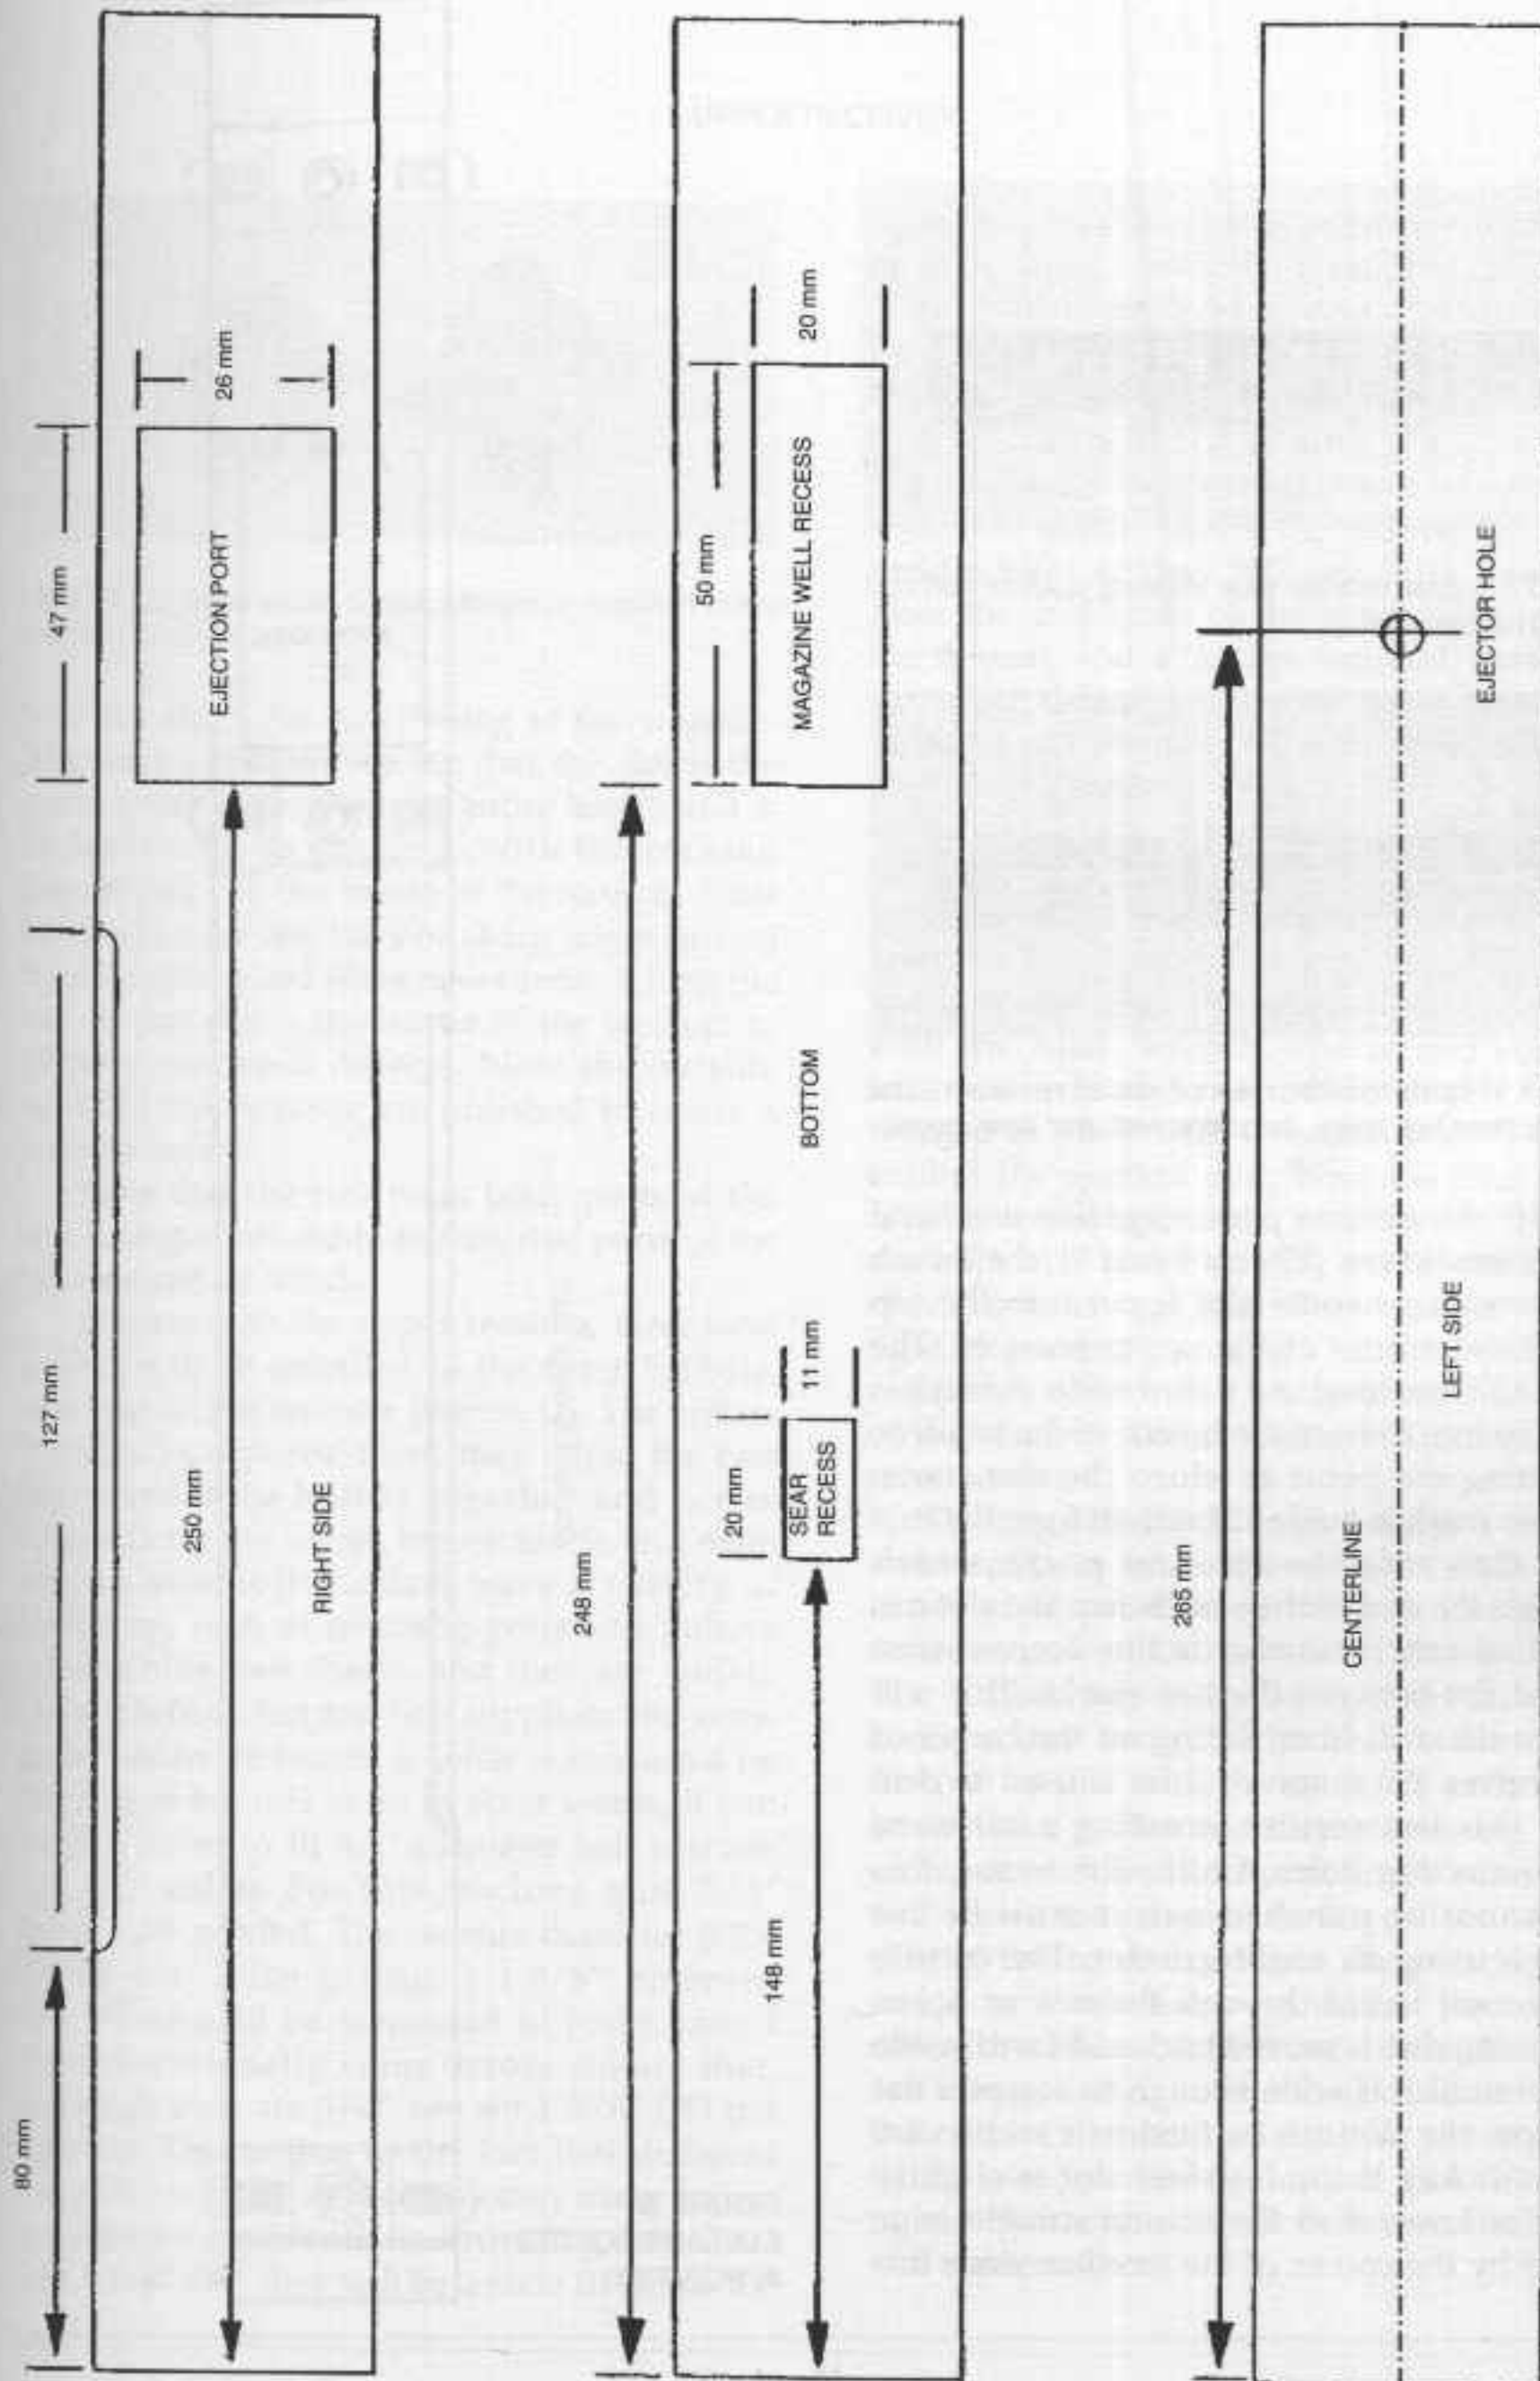 80 mm
127 mm
47 mm
250 mm
EJECTION PORT
26 mm
RIGHT SIDE
248 mm
50 mm
20 mm
148 mm
SEAR
RECESS
11 mm
BOTTOM
MAGAZINE WELL RECESS
20 mm
265 mm
CENTERLINE
LEFT SIDE
EJECTOR HOLE